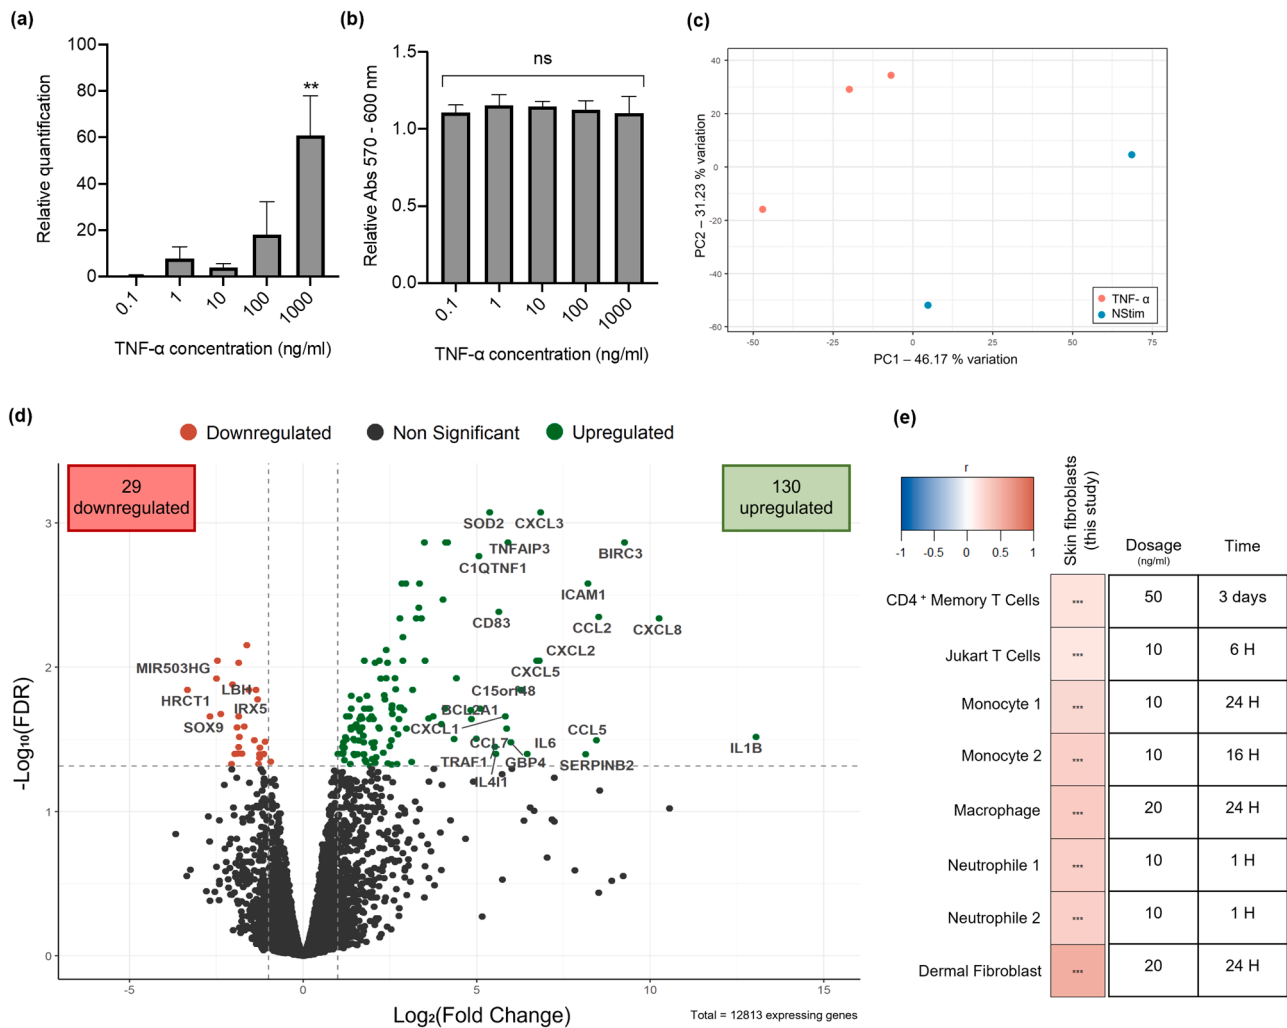 (a)
100
80
60
40
20
0
Relative quantification
**
0.1
1
10
100
1000
TNF-α concentration (ng/ml)
(b)
1.5
1.0
0.5
0.0
Relative Abs 570 - 600 nm
ns
0.1
1
10
100
1000
TNF-α concentration (ng/ml)
(c)
40
20
0
-20
-40
-60
PC2 – 31.23 % variation
-50
-25
0
25
50
75
PC1 – 46.17 % variation
TNF- α
NStim
(d)
Downregulated
Non Significant
Upregulated
29
downregulated
130
upregulated
3
2
1
0
-Log₁₀(FDR)
SOD2
CXCL3
TNFAIP3
BIRC3
C1QTNF1
ICAM1
CD83
CCL2
CXCL8
CXCL2
CXCL5
MIR503HG
LBH
HRCT1
IRX5
SOX9
C15orf48
BCL2A1
CXCL1
CCL5
CCL7
IL6
IL1B
TRAF1
GBP4
SERPINB2
IL4I1
-5
0
5
10
15
Log₂(Fold Change)
Total = 12813 expressing genes
(e)
r
-1
-0.5
0
0.5
1
Skin fibroblasts
(this study)
Dosage
(ng/ml)
Time
CD4 ⁺ Memory T Cells
***
50
3 days
Jukart T Cells
***
10
6 H
Monocyte 1
***
10
24 H
Monocyte 2
***
10
16 H
Macrophage
***
20
24 H
Neutrophile 1
***
10
1 H
Neutrophile 2
***
10
1 H
Dermal Fibroblast
***
20
24 H